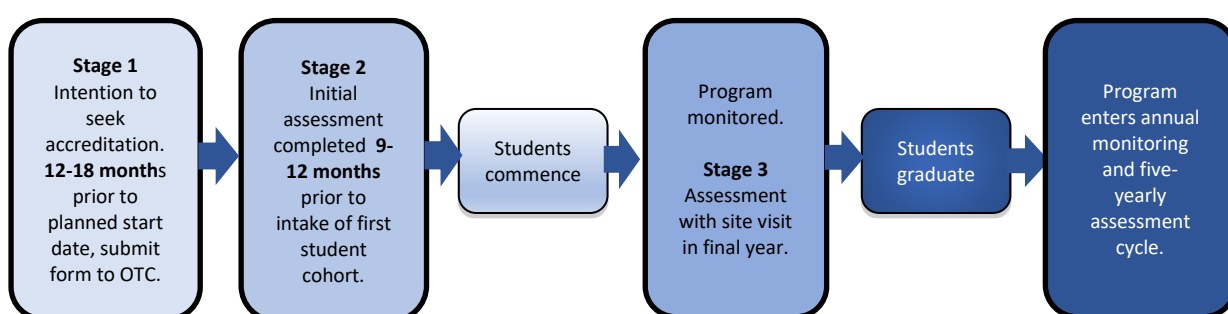 Stage 1
Intention to
seek
accreditation.
12-18 months
prior to
planned start
date, submit
form to OTC.
Stage 2
Initial
assessment
completed 9-
12 months
prior to
intake of first
student
cohort.
Students
commence
Program
monitored.
Stage 3
Assessment
with site visit
in final year.
Students
graduate
Program
enters annual
monitoring
and five-
yearly
assessment
cycle.